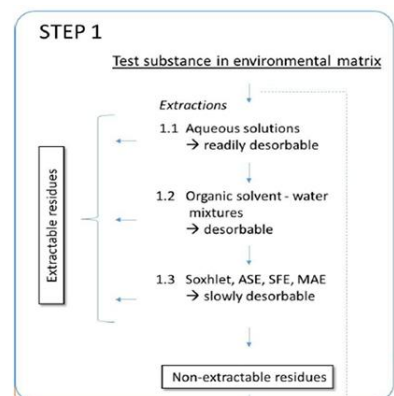 STEP 1
Test substance in environmental matrix
Extractions
1.1 Aqueous solutions
→ readily desorbable
1.2 Organic solvent - water
mixtures
→ desorbable
1.3 Soxhlet, ASE, SFE, MAE
→ slowly desorbable
Extractable residues
Non-extractable residues